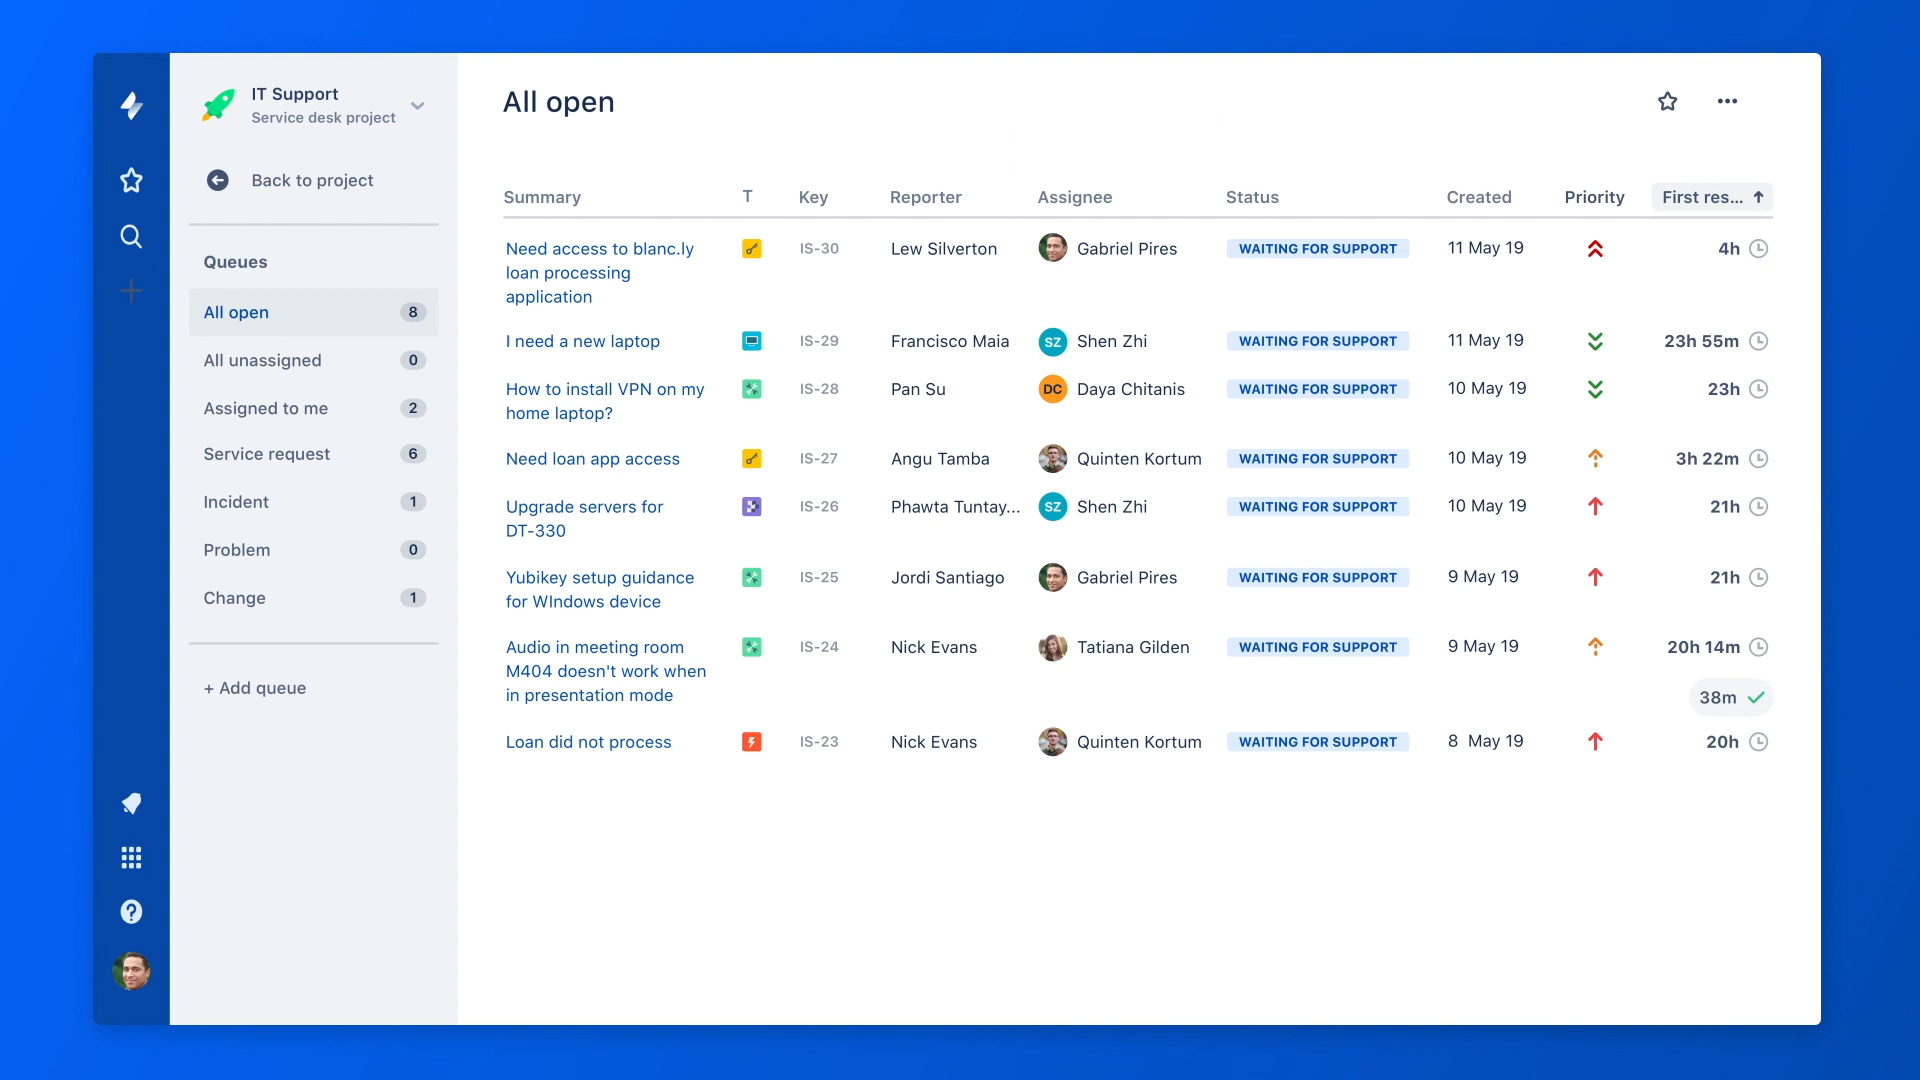 IT Support
Service desk project
Back to project
Queues
All open 8
All unassigned 0
Assigned to me 2
Service request 6
Incident 1
Problem 0
Change 1
+ Add queue
All open
Summary T Key Reporter Assignee Status Created Priority First res...
Need access to blanc.ly IS-30 Lew Silverton Gabriel Pires WAITING FOR SUPPORT 11 May 19 4h
loan processing
application
I need a new laptop IS-29 Francisco Maia SZ Shen Zhi WAITING FOR SUPPORT 11 May 19 23h 55m
How to install VPN on my IS-28 Pan Su DC Daya Chitanis WAITING FOR SUPPORT 10 May 19 23h
home laptop?
Need loan app access IS-27 Angu Tamba Quinten Kortum WAITING FOR SUPPORT 10 May 19 3h 22m
Upgrade servers for IS-26 Phawta Tuntay... SZ Shen Zhi WAITING FOR SUPPORT 10 May 19 21h
DT-330
Yubikey setup guidance IS-25 Jordi Santiago Gabriel Pires WAITING FOR SUPPORT 9 May 19 21h
for WIndows device
Audio in meeting room IS-24 Nick Evans Tatiana Gilden WAITING FOR SUPPORT 9 May 19 20h 14m
M404 doesn't work when
in presentation mode 38m
Loan did not process IS-23 Nick Evans Quinten Kortum WAITING FOR SUPPORT 8 May 19 20h